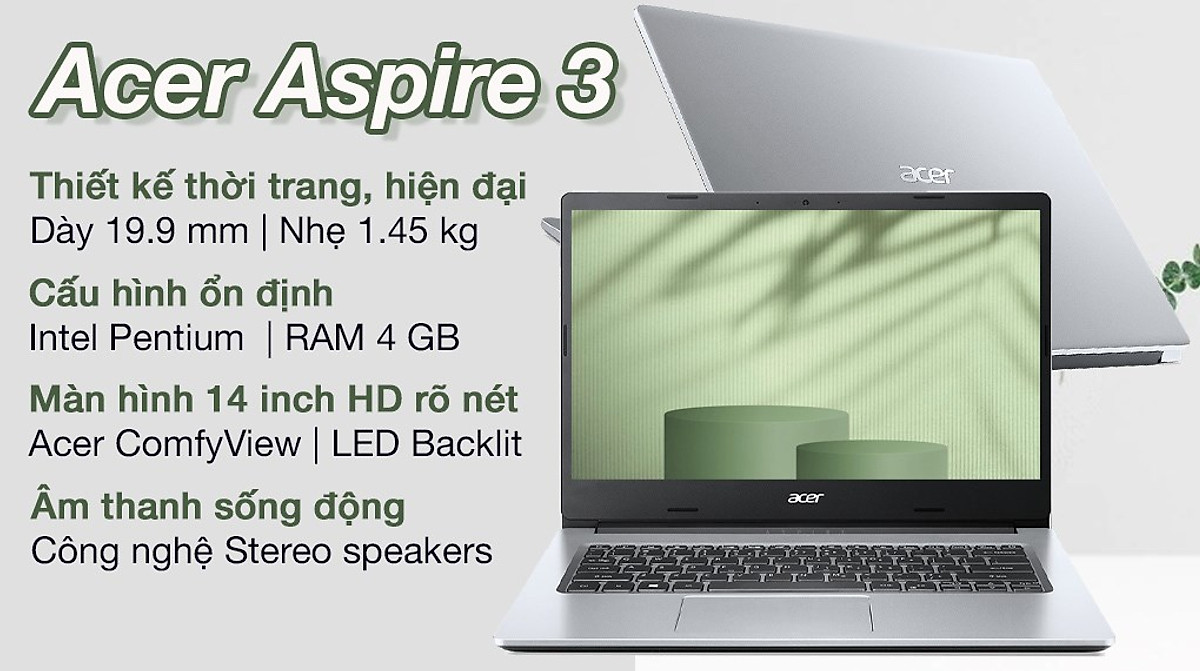 Acer Aspire 3
Thiết kế thời trang, hiện đại
Dày 19.9 mm | Nhẹ 1.45 kg
Cấu hình ổn định
Intel Pentium | RAM 4 GB
Màn hình 14 inch HD rõ nét
Acer ComfyView | LED Backlit
Âm thanh sống động
Công nghệ Stereo speakers
acer
acer